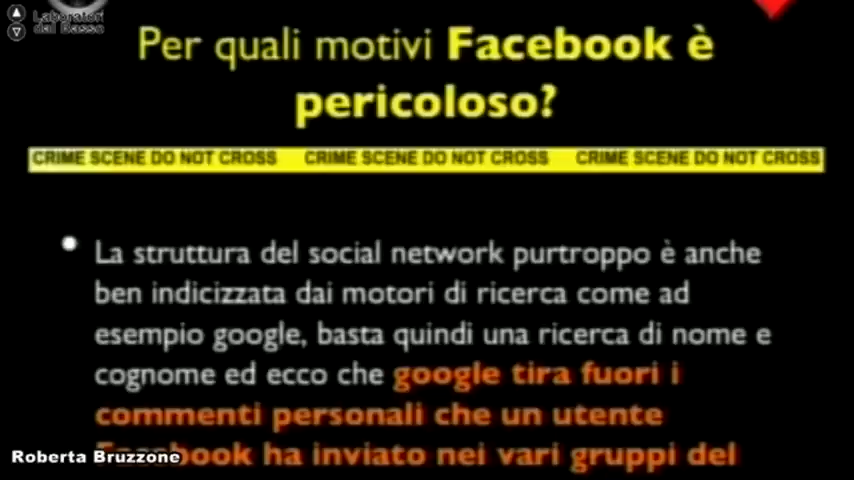 Laboratori
dal Basso
Per quali motivi Facebook è
pericoloso?
CRIME SCENE DO NOT CROSS CRIME SCENE DO NOT CROSS CRIME SCENE DO NOT CROSS
• La struttura del social network purtroppo è anche
ben indicizzata dai motori di ricerca come ad
esempio google, basta quindi una ricerca di nome e
cognome ed ecco che google tira fuori i
commenti personali che un utente
Facebook ha inviato nei vari gruppi del
Roberta Bruzzone